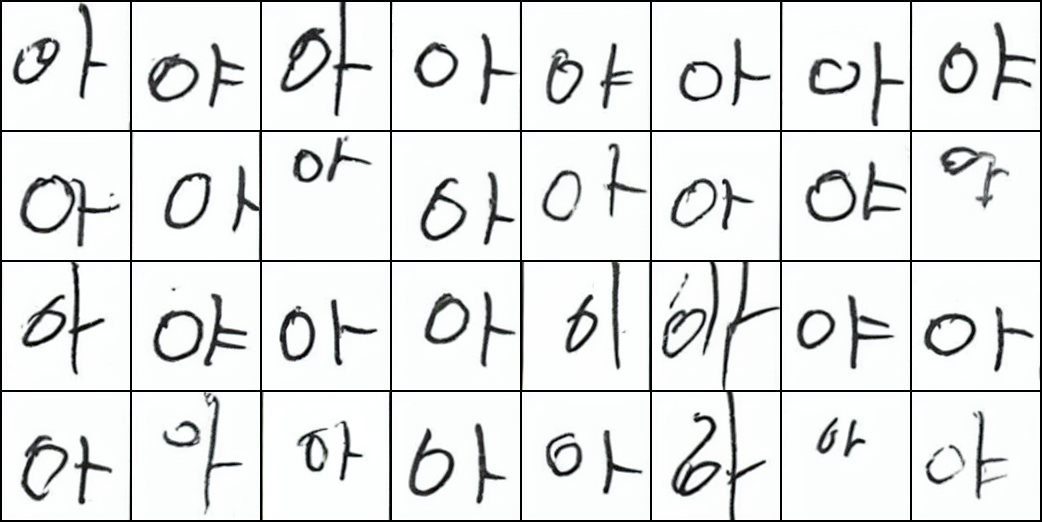 아 야 아 아 야 아 아 야
아 아 아 아 아 아 야 아
아 야 아 아 이 야 아
아 아 아 아 아 아 야